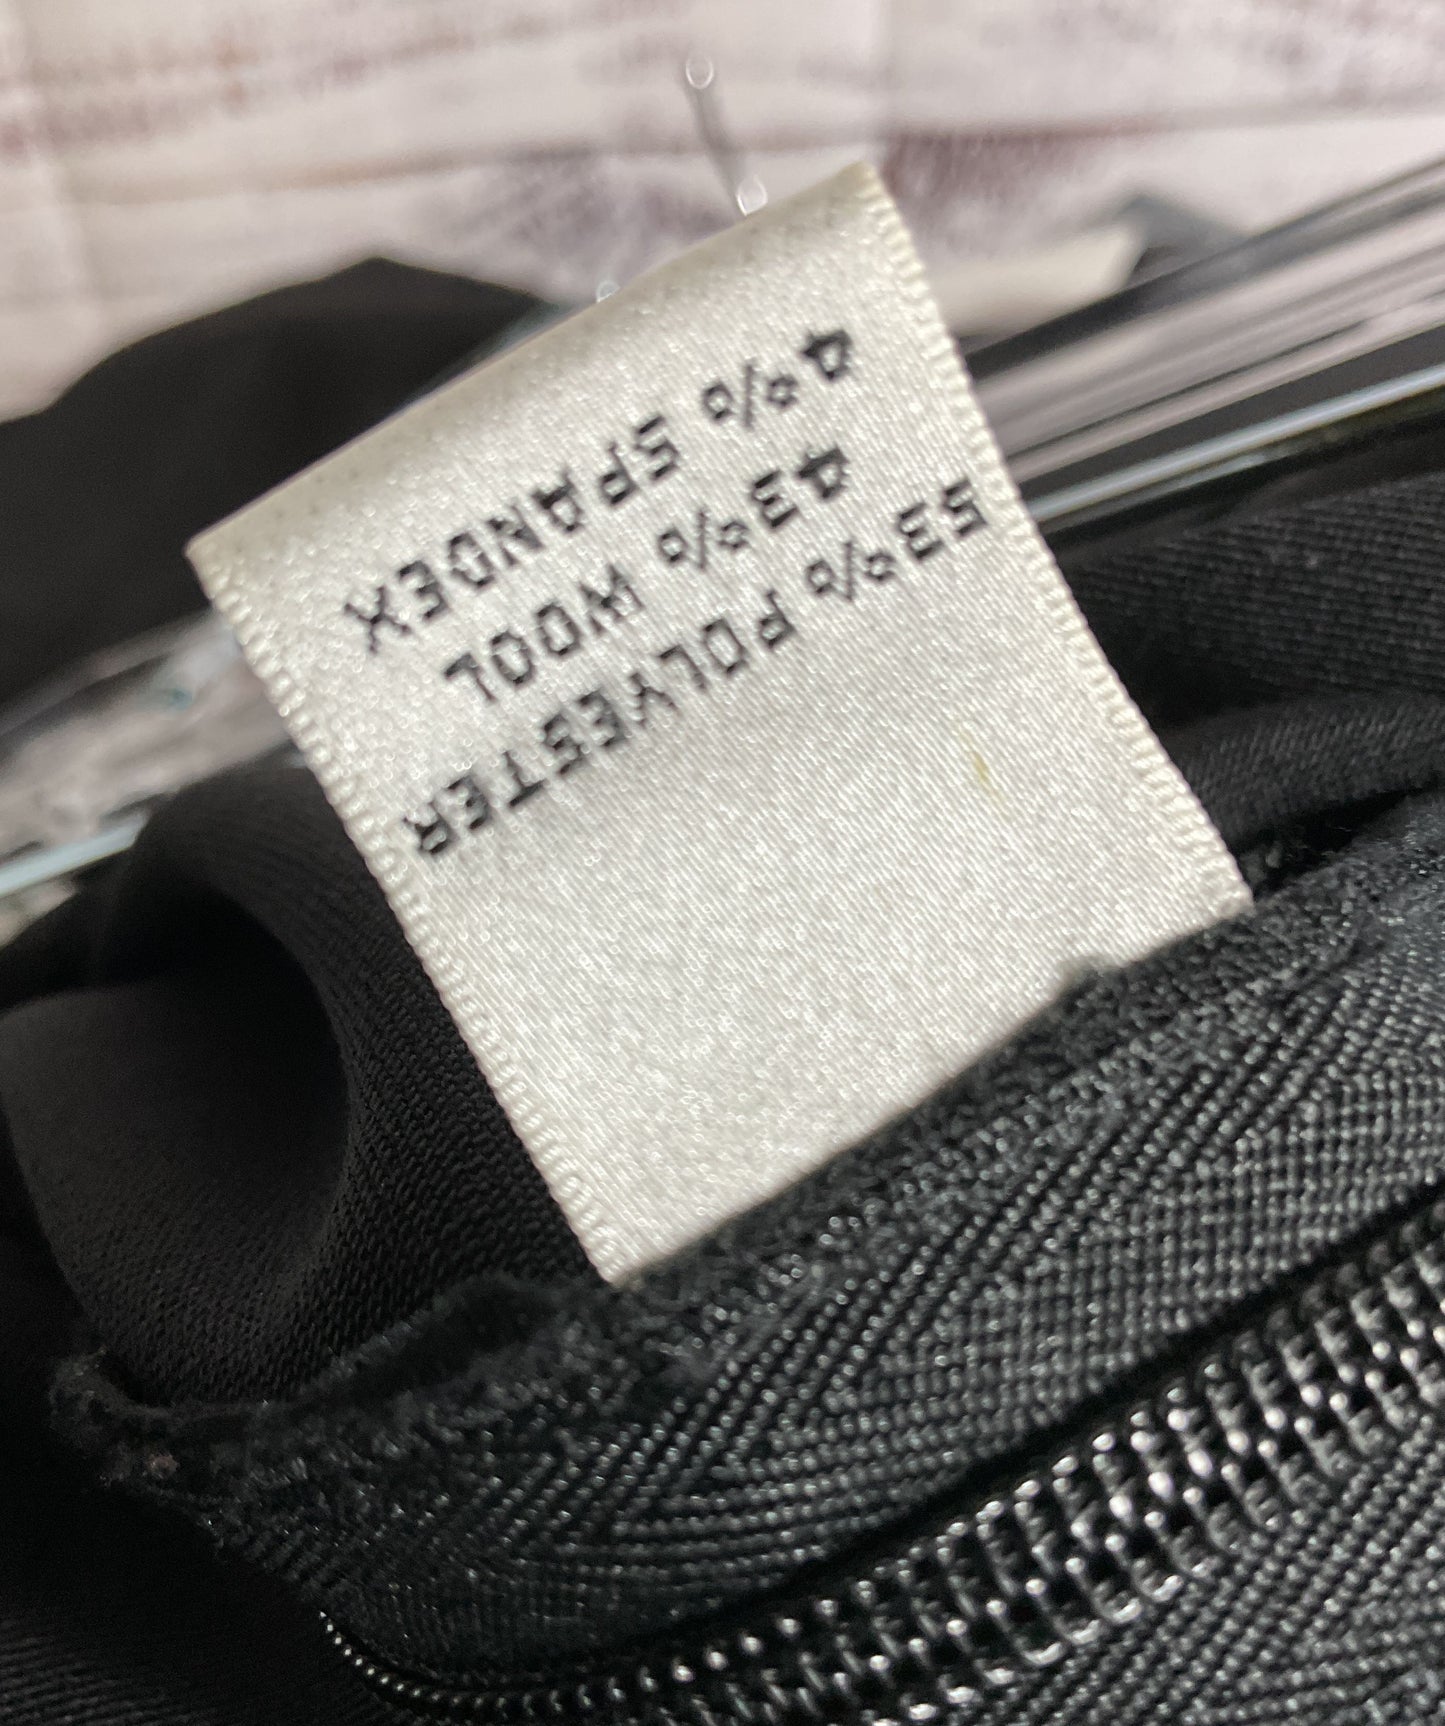 53% POLYESTER
43% WOOL
4% SPANDEX